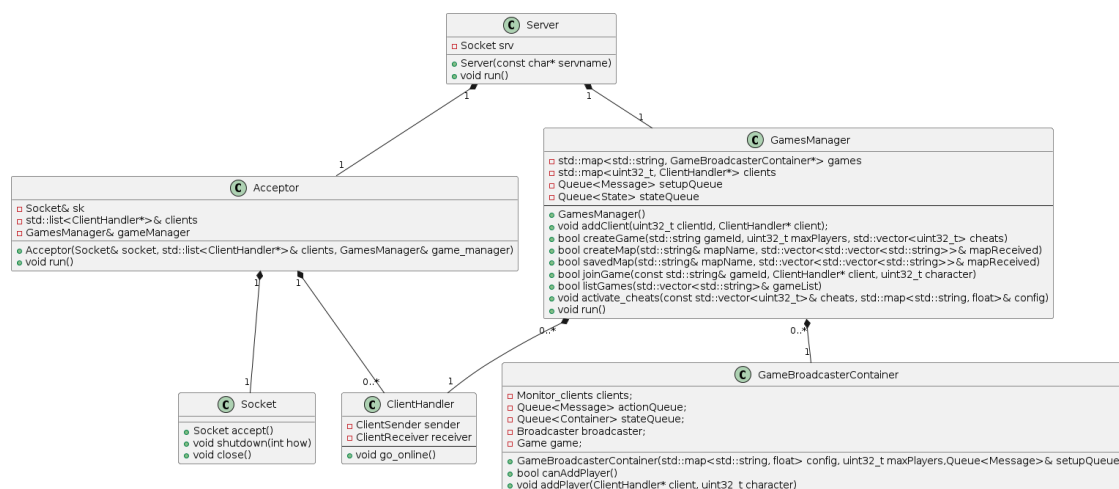 C Server
Socket srv
Server(const char* servname)
void run()
1
1
1
1
C GamesManager
std::map<std::string, GameBroadcasterContainer*> games
std::map<uint32_t, ClientHandler*> clients
Queue<Message> setupQueue
Queue<State> stateQueue
GamesManager()
void addClient(uint32_t clientId, ClientHandler* client);
bool createGame(std::string gameId, uint32_t maxPlayers, std::vector<uint32_t> cheats)
bool createMap(std::string& mapName, std::vector<std::vector<std::string>>& mapReceived)
bool savedMap(std::string& mapName, std::vector<std::vector<std::string>>& mapReceived)
bool joinGame(const std::string& gameId, ClientHandler* client, uint32_t character)
bool listGames(std::vector<std::string>& gameList)
void activate_cheats(const std::vector<uint32_t>& cheats, std::map<std::string, float>& config)
void run()
C Acceptor
Socket& sk
std::list<ClientHandler*>& clients
GamesManager& gameManager
Acceptor(Socket& socket, std::list<ClientHandler*>& clients, GamesManager& game_manager)
void run()
1
1
0..*
0..*
1
0..*
1
1
C Socket
Socket accept()
void shutdown(int how)
void close()
C ClientHandler
ClientSender sender
ClientReceiver receiver
void go_online()
C GameBroadcasterContainer
Monitor_clients clients;
Queue<Message> actionQueue;
Queue<Container> stateQueue;
Broadcaster broadcaster;
Game game;
GameBroadcasterContainer(std::map<std::string, float> config, uint32_t maxPlayers,Queue<Message>& setupQueue
bool canAddPlayer()
void addPlayer(ClientHandler* client, uint32_t character)